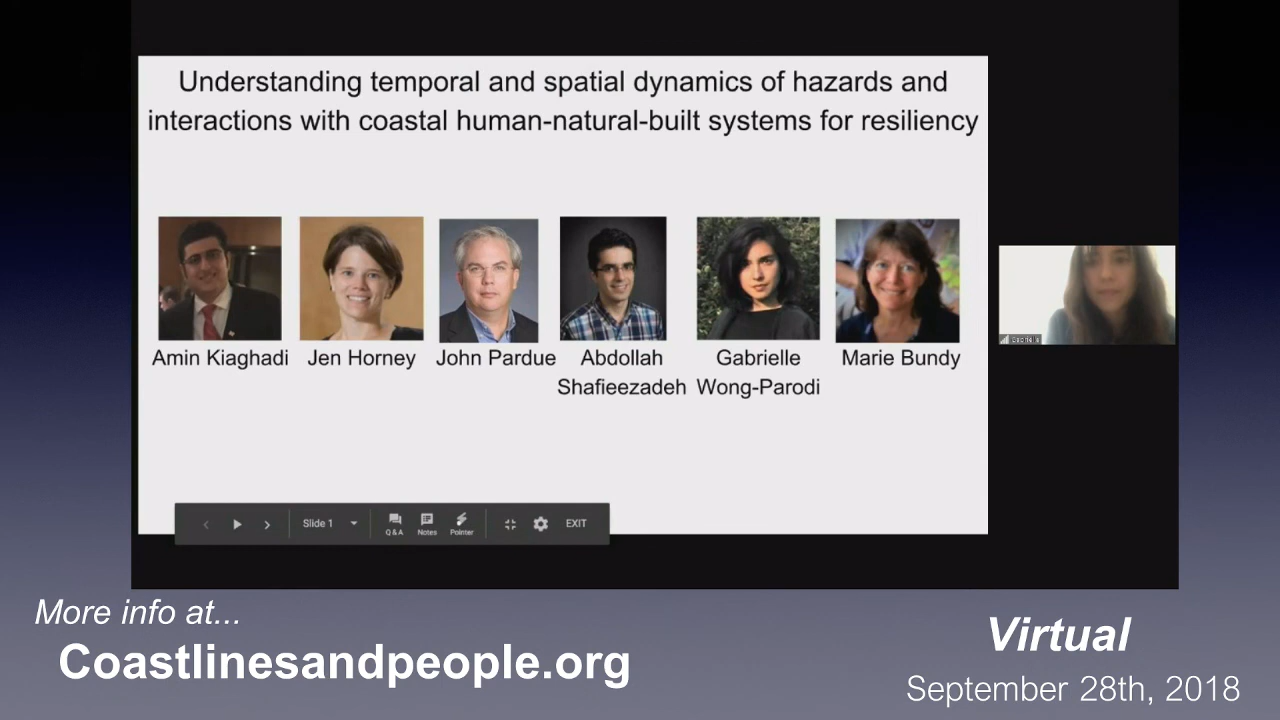 Understanding temporal and spatial dynamics of hazards and
interactions with coastal human-natural-built systems for resiliency
Amin Kiaghadi
Jen Horney
John Pardue
Abdollah
Shafieezadeh
Gabrielle
Wong-Parodi
Marie Bundy
Gabrielle
Slide 1
Q & A
Notes
Pointer
EXIT
More info at...
Coastlinesandpeople.org
Virtual
September 28th, 2018